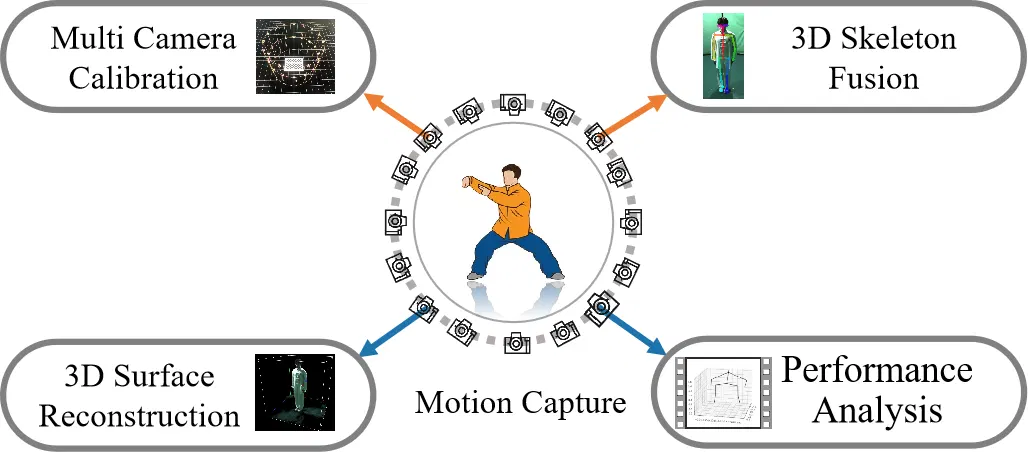 Multi Camera
Calibration
3D Skeleton
Fusion
3D Surface
Reconstruction
Motion Capture
Performance
Analysis